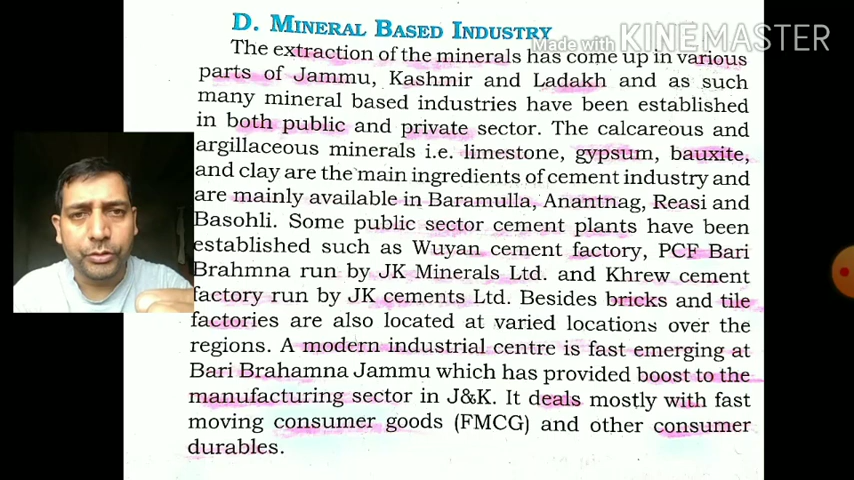 D. MINERAL BASED INDUSTRY
Made with KINEMASTER
The extraction of the minerals has come up in various
parts of Jammu, Kashmir and Ladakh and as such
many mineral based industries have been established
in both public and private sector. The calcareous and
argillaceous minerals i.e. limestone, gypsum, bauxite,
and clay are the main ingredients of cement industry and
are mainly available in Baramulla, Anantnag, Reasi and
Basohli. Some public sector cement plants have been
established such as Wuyan cement factory, PCF Bari
Brahmna run by JK Minerals Ltd. and Khrew cement
factory run by JK cements Ltd. Besides bricks and tile
factories are also located at varied locations over the
regions. A modern industrial centre is fast emerging at
Bari Brahamna Jammu which has provided boost to the
manufacturing sector in J&K. It deals mostly with fast
moving consumer goods (FMCG) and other consumer
durables.